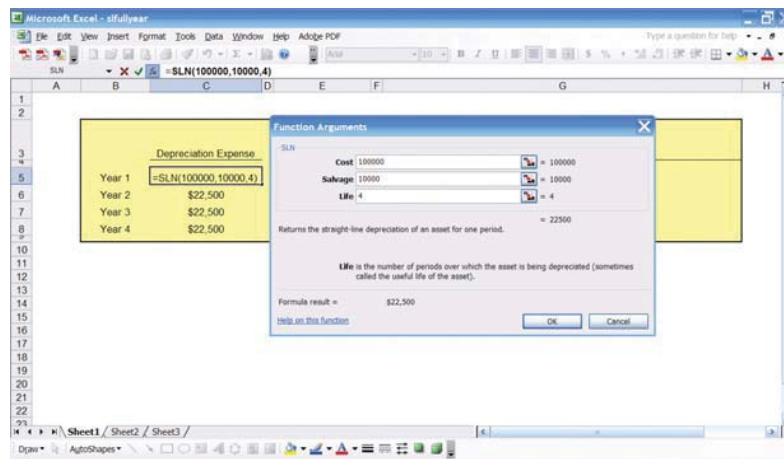 Microsoft Excel - slfullyear
File Edit View Insert Format Tools Data Window Help Adobe PDF Type a question for help
Arial 10 B I U $ % ,
SLN =SLN(100000,10000,4)
A B C D E F G H
1
2
3 Depreciation Expense
4
5 Year 1 =SLN(100000,10000,4)
6 Year 2 $22,500
7 Year 3 $22,500
8 Year 4 $22,500
9
10
11
12
13
14
15
16
17
18
19
20
21
22
23
Function Arguments
SLN
Cost 100000 = 100000
Salvage 10000 = 10000
Life 4 = 4
= 22500
Returns the straight-line depreciation of an asset for one period.
Life is the number of periods over which the asset is being depreciated (sometimes
called the useful life of the asset).
Formula result = $22,500
Help on this function OK Cancel
Sheet1 / Sheet2 / Sheet3 /
Draw AutoShapes